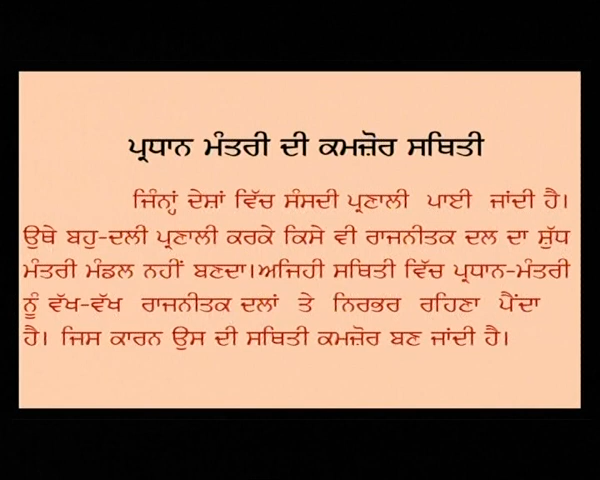 ਪ੍ਰਧਾਨ ਮੰਤਰੀ ਦੀ ਕਮਜ਼ੋਰ ਸਥਿਤੀ
ਜਿੰਨ੍ਹਾਂ ਦੇਸ਼ਾਂ ਵਿੱਚ ਸੰਸਦੀ ਪ੍ਰਣਾਲੀ ਪਾਈ ਜਾਂਦੀ ਹੈ।
ਉਥੇ ਬਹੁ-ਦਲੀ ਪ੍ਰਣਾਲੀ ਕਰਕੇ ਕਿਸੇ ਵੀ ਰਾਜਨੀਤਕ ਦਲ ਦਾ ਸ਼ੁੱਧ
ਮੰਤਰੀ ਮੰਡਲ ਨਹੀਂ ਬਣਦਾ।ਅਜਿਹੀ ਸਥਿਤੀ ਵਿੱਚ ਪ੍ਰਧਾਨ-ਮੰਤਰੀ
ਨੂੰ ਵੱਖ-ਵੱਖ ਰਾਜਨੀਤਕ ਦਲਾਂ ਤੇ ਨਿਰਭਰ ਰਹਿਣਾ ਪੈਂਦਾ
ਹੈ। ਜਿਸ ਕਾਰਨ ਉਸ ਦੀ ਸਥਿਤੀ ਕਮਜ਼ੋਰ ਬਣ ਜਾਂਦੀ ਹੈ।